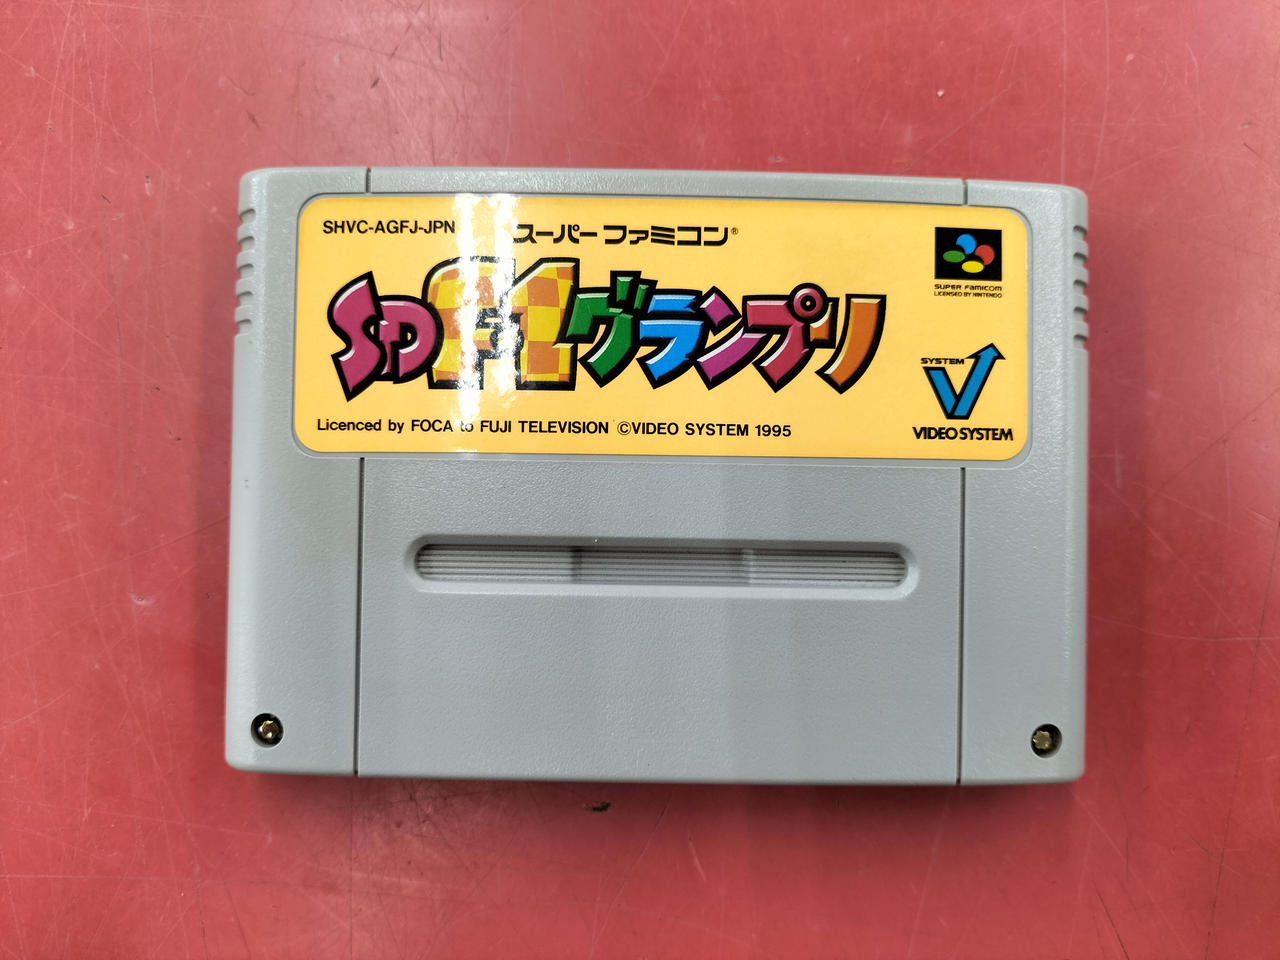 SHVC-AGFJ-JPN
スーパーファミコン®
SUPER FAMICOM
LICENSED BY NINTENDO
SD F1グランプリ
SYSTEM
V
VIDEO SYSTEM
Licenced by FOCA to FUJI TELEVISION ©VIDEO SYSTEM 1995